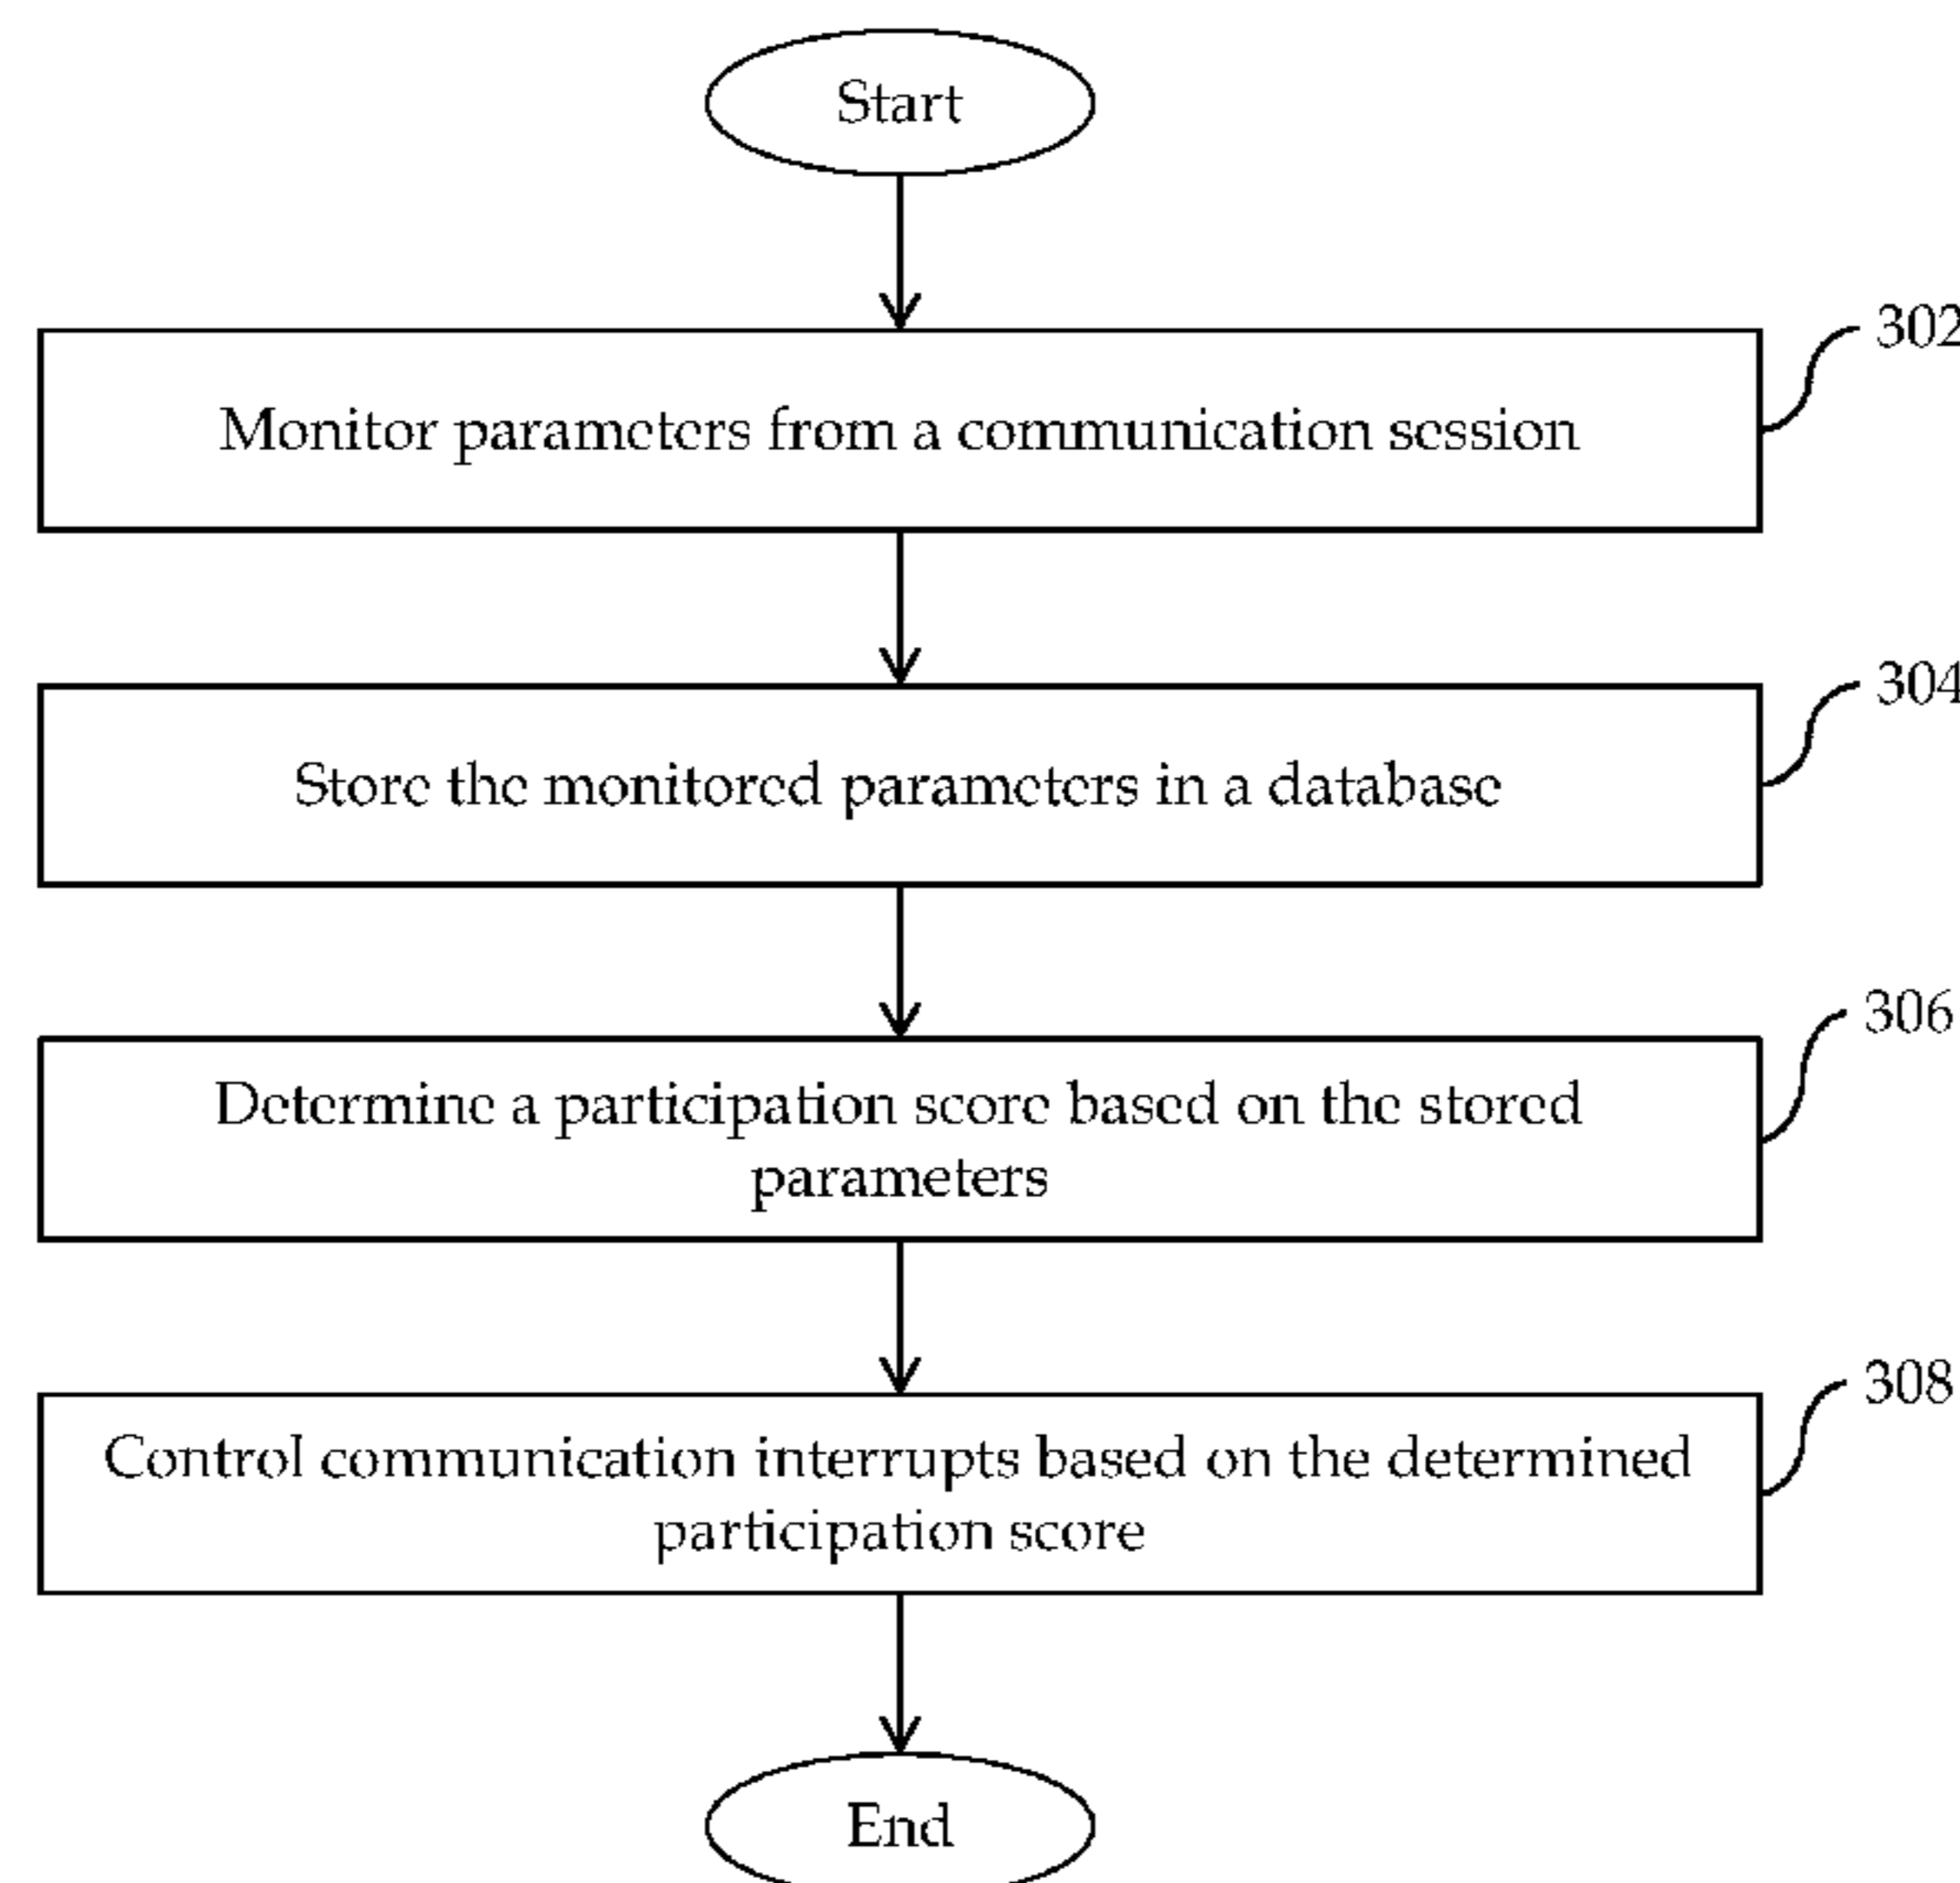 Start
302
Monitor parameters from a communication session
304
Store the monitored parameters in a database
306
Determine a participation score based on the stored
parameters
308
Control communication interrupts based on the determined
participation score
End